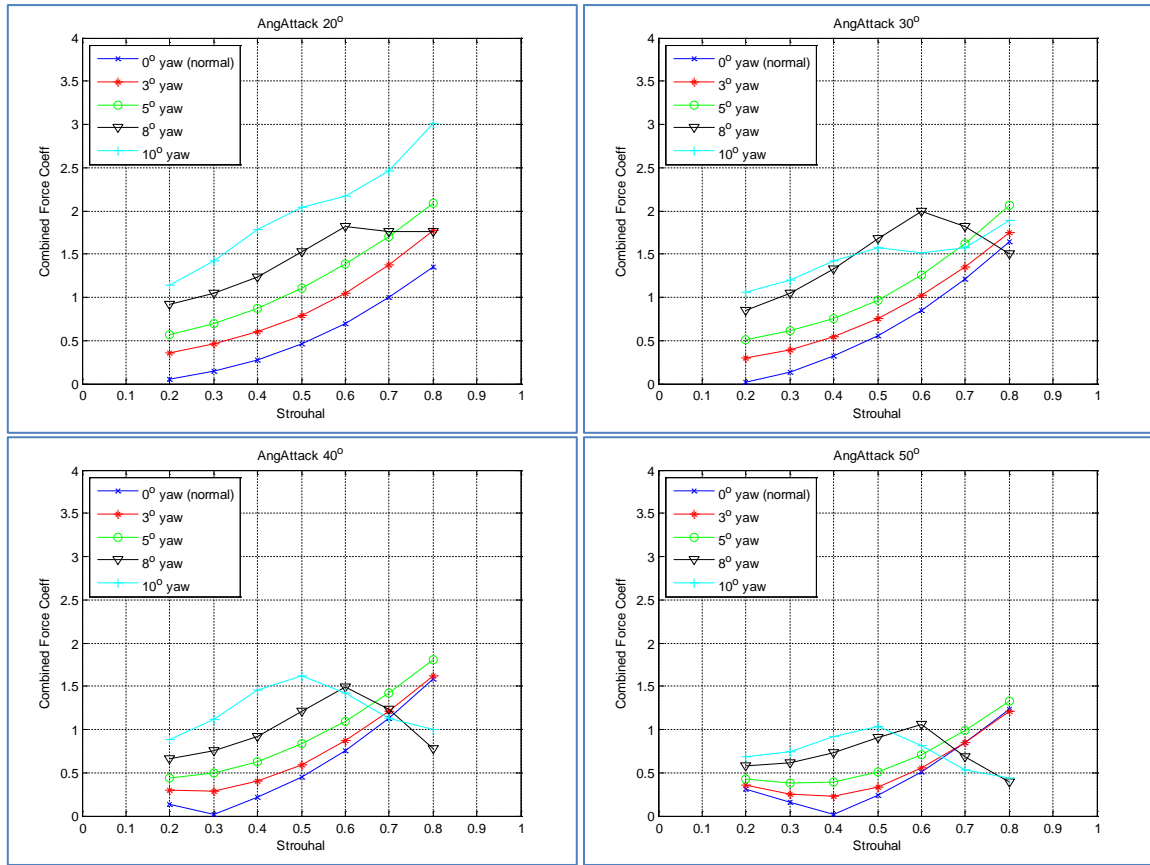 AngAttack 20°
Combined Force Coeff
4
3.5
3
2.5
2
1.5
1
0.5
0
0° yaw (normal)
3° yaw
5° yaw
8° yaw
10° yaw
0 0.1 0.2 0.3 0.4 0.5 0.6 0.7 0.8 0.9 1
Strouhal
AngAttack 30°
Combined Force Coeff
4
3.5
3
2.5
2
1.5
1
0.5
0
0° yaw (normal)
3° yaw
5° yaw
8° yaw
10° yaw
0 0.1 0.2 0.3 0.4 0.5 0.6 0.7 0.8 0.9 1
Strouhal
AngAttack 40°
Combined Force Coeff
4
3.5
3
2.5
2
1.5
1
0.5
0
0° yaw (normal)
3° yaw
5° yaw
8° yaw
10° yaw
0 0.1 0.2 0.3 0.4 0.5 0.6 0.7 0.8 0.9 1
Strouhal
AngAttack 50°
Combined Force Coeff
4
3.5
3
2.5
2
1.5
1
0.5
0
0° yaw (normal)
3° yaw
5° yaw
8° yaw
10° yaw
0 0.1 0.2 0.3 0.4 0.5 0.6 0.7 0.8 0.9 1
Strouhal